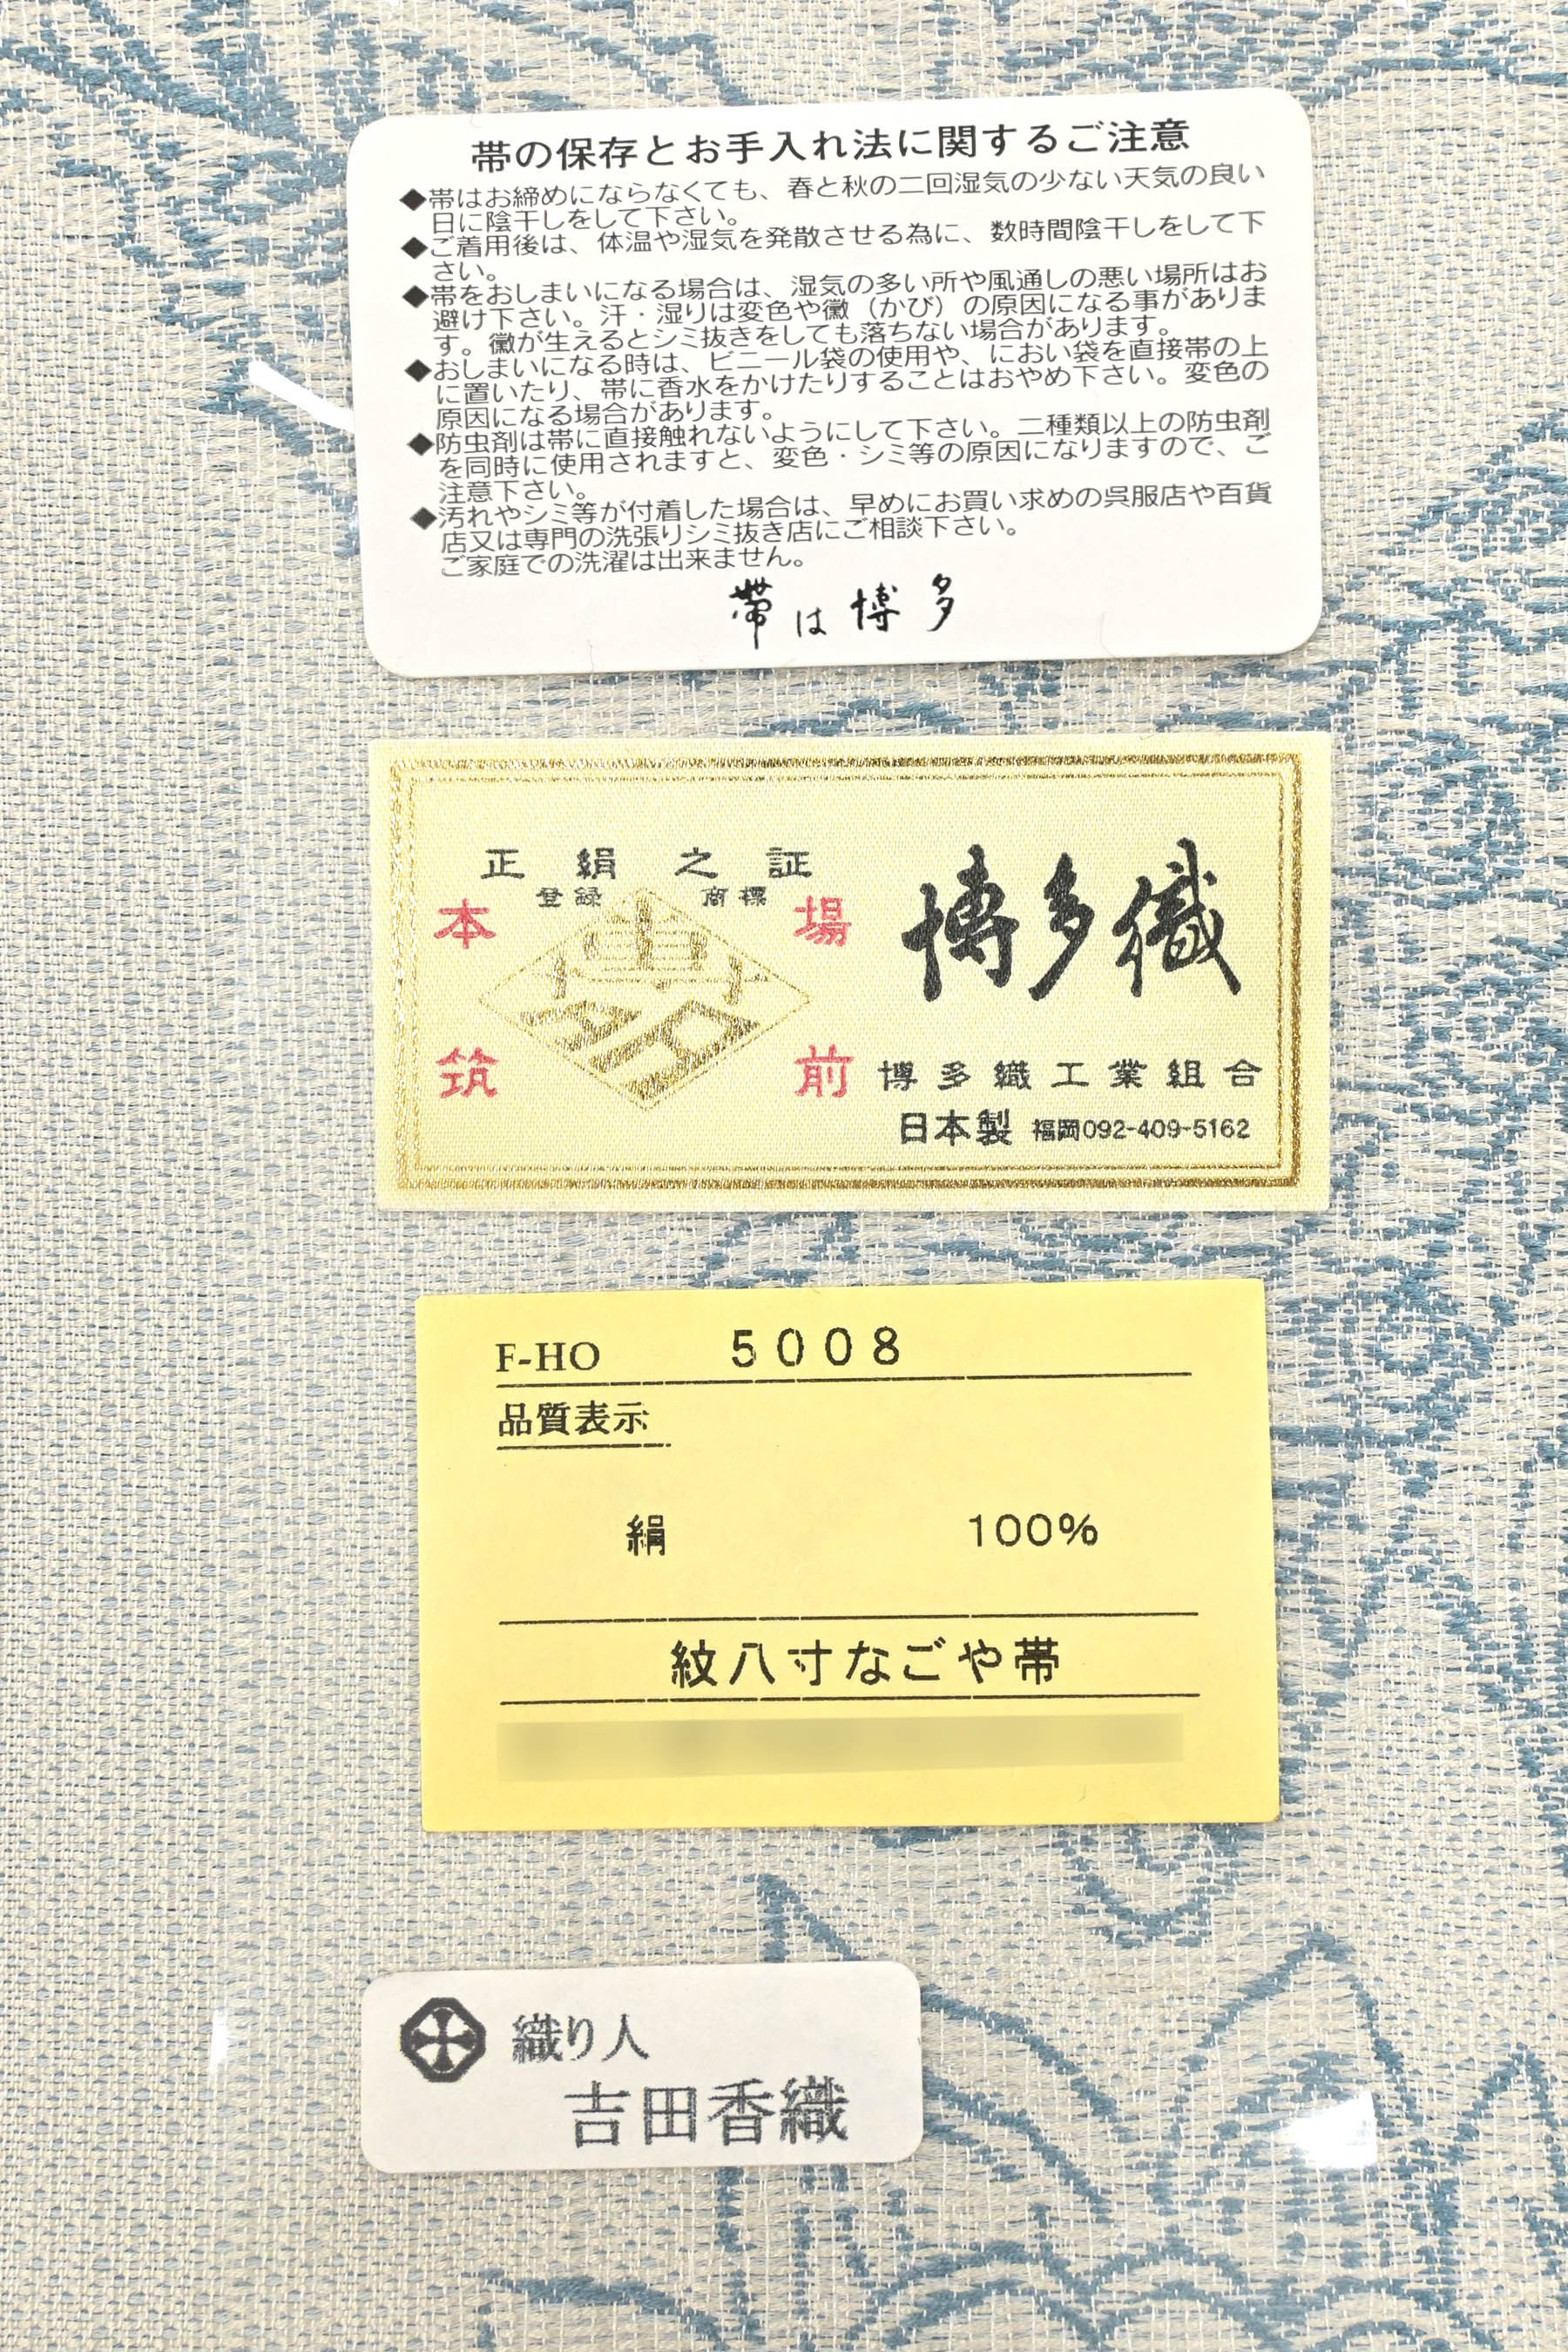 帯の保存とお手入れ法に関するご注意
◆帯はお締めにならなくても、春と秋の二回湿気の少ない天気の良い
日に陰干しをして下さい。
◆ご着用後は、体温や湿気を発散させる為に、数時間陰干しをして下
さい。
◆帯をおしまいになる場合は、湿気の多い所や風通しの悪い場所はお
避け下さい。汗・湿りは変色や黴（かび）の原因になる事がありま
す。黴が生えるとシミ抜きをしても落ちない場合があります。
◆おしまいになる時は、ビニール袋の使用や、におい袋を直接帯の上
に置いたり、帯に香水をかけたりすることはおやめ下さい。変色の
原因になる場合があります。
◆防虫剤は帯に直接触れないようにして下さい。二種類以上の防虫剤
を同時に使用されますと、変色・シミ等の原因になりますので、ご
注意下さい。
◆汚れやシミ等が付着した場合は、早めにお買い求めの呉服店や百貨
店又は専門の洗張りシミ抜き店にご相談下さい。
ご家庭での洗濯は出来ません。
帯は博多
正絹之証
登録 商標
本 場
博多
筑 前
博多織
博多織工業組合
日本製 福岡092-409-5162
F-HO 5008
品質表示
絹 100%
紋八寸なごや帯
織り人
吉田香織